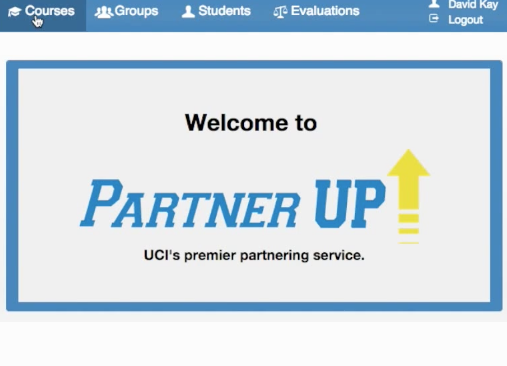 Courses Groups Students Evaluations
David Kay
Logout
Welcome to
PARTNER UP
UCI's premier partnering service.